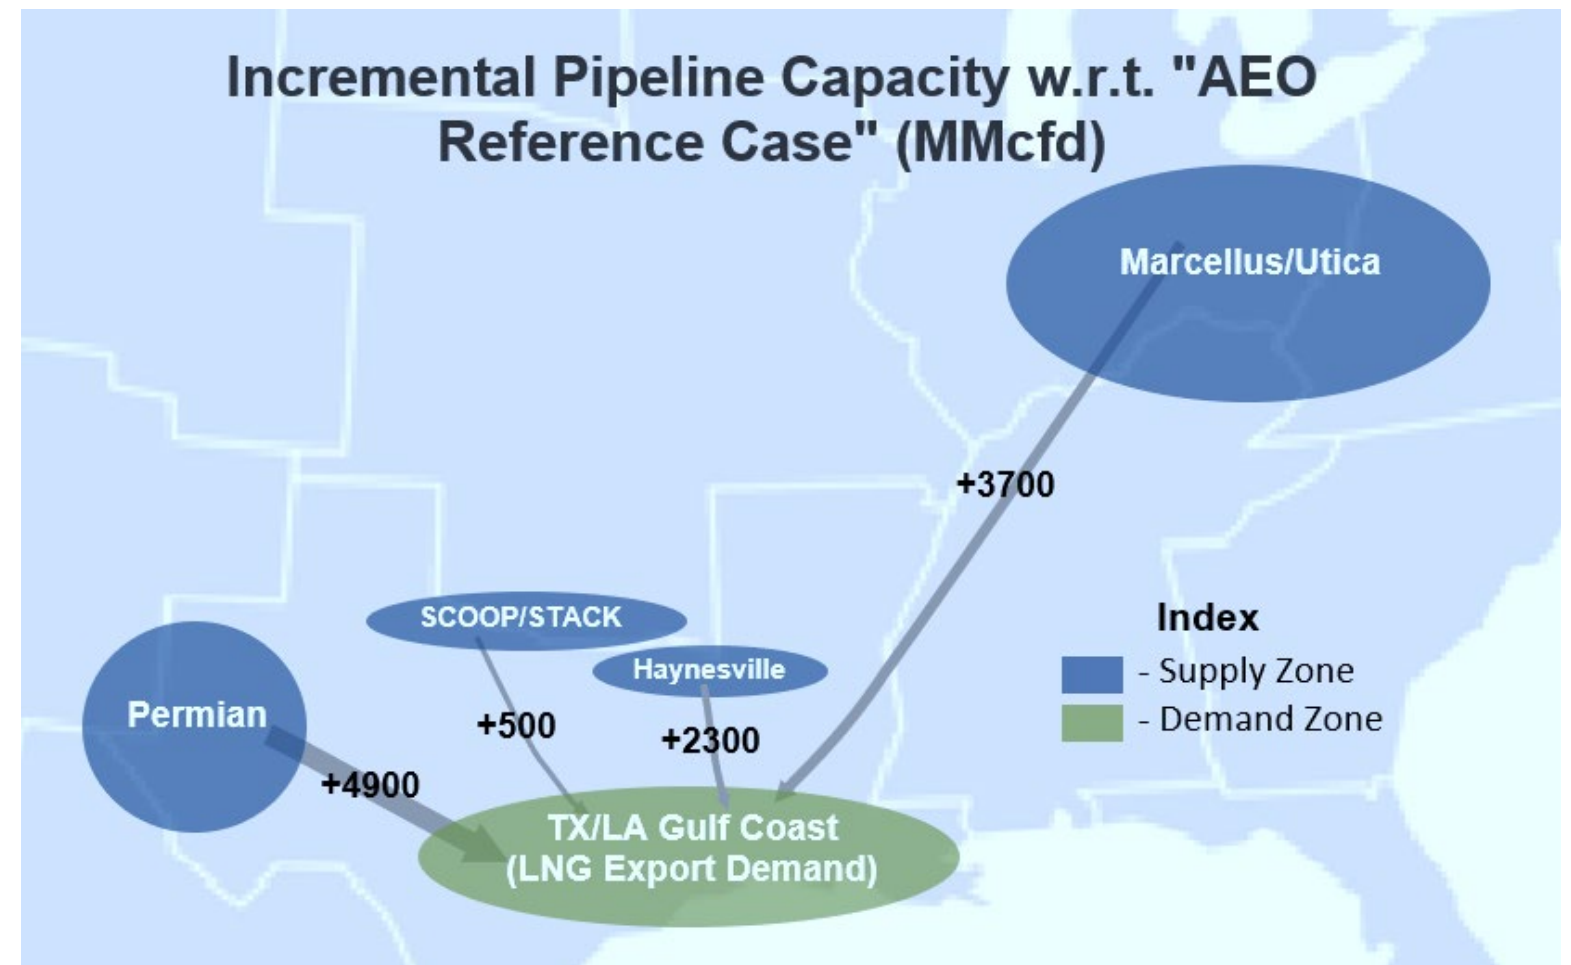 Incremental Pipeline Capacity w.r.t. "AEO
Reference Case" (MMcfd)
Marcellus/Utica
+3700
SCOOP/STACK
Haynesville
Permian
+500
+2300
+4900
TX/LA Gulf Coast
(LNG Export Demand)
Index
- Supply Zone
- Demand Zone